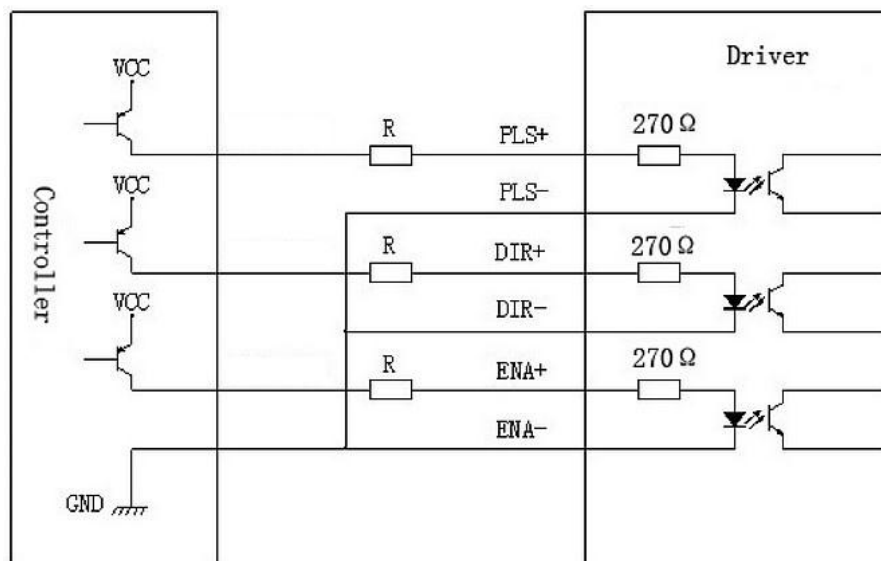 Controller
Driver
VCC
R
PLS+
270Ω
VCC
PLS-
R
DIR+
270Ω
VCC
DIR-
R
ENA+
270Ω
ENA-
GND